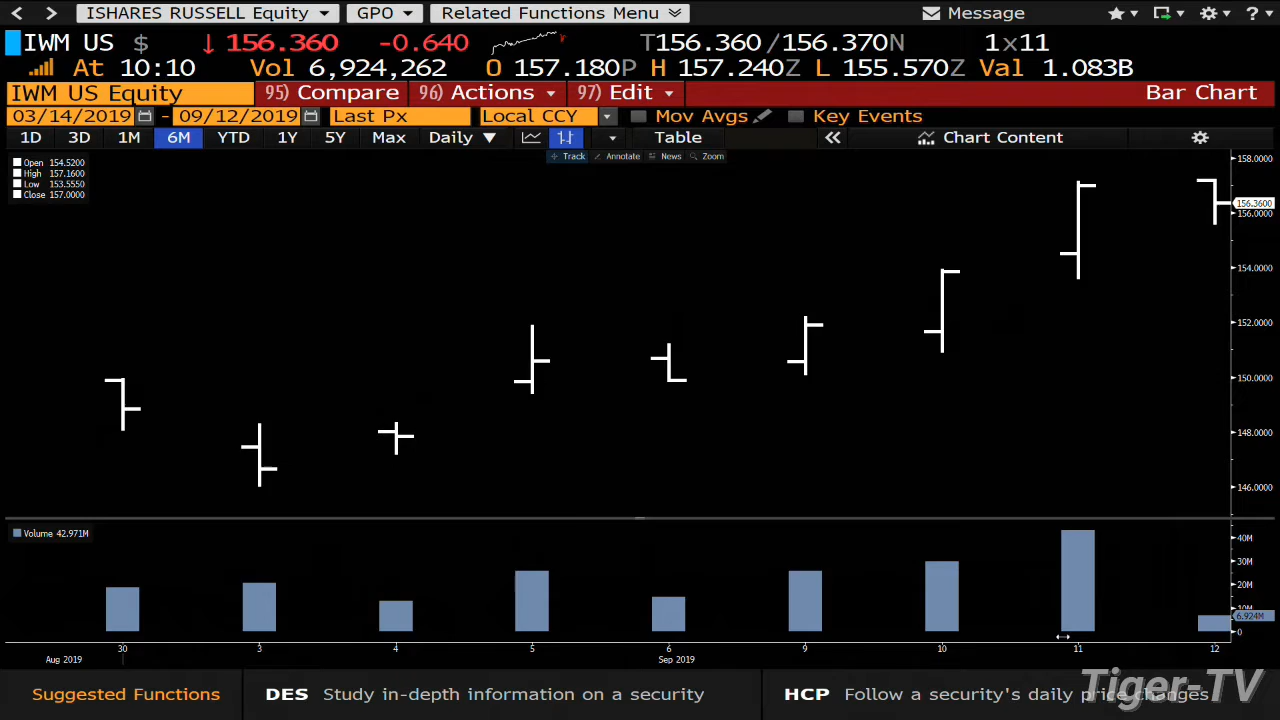 ISHARES RUSSELL Equity GPO Related Functions Menu Message ?
IWM US $ ↓ 156.360 -0.640 T156.360/156.370N 1x11
At 10:10 Vol 6,924,262 O 157.180P H 157.240Z L 155.570Z Val 1.083B
IWM US Equity 95) Compare 96) Actions 97) Edit Bar Chart
03/14/2019 - 09/12/2019 Last Px Local CCY Mov Avgs Key Events
1D 3D 1M 6M YTD 1Y 5Y Max Daily ▼ Table Chart Content
Track Annotate News Zoom
Open 154.5200
High 157.1600
Low 153.5550
Close 157.0000
158.0000
156.3600
156.0000
154.0000
152.0000
150.0000
148.0000
146.0000
Volume 42.971M
40M
30M
20M
10M
6.924M
0
30 3 4 5 6 9 10 11 12
Aug 2019 Sep 2019
Suggested Functions DES Study in-depth information on a security HCP Follow a security's daily price changes
Tiger-TV